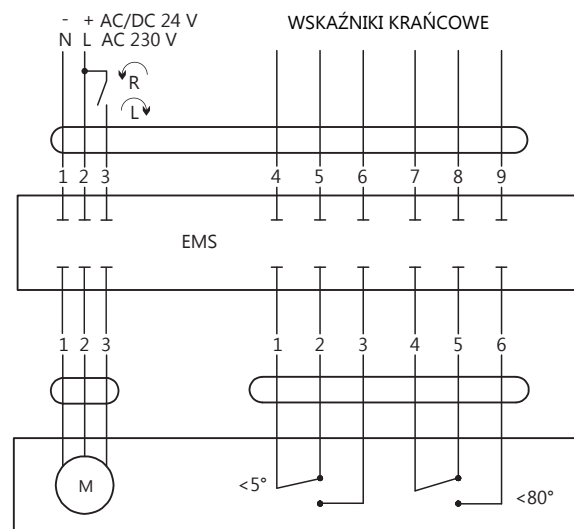 - + AC/DC 24 V WSKAŹNIKI KRAŃCOWE
N L AC 230 V
R
L
1 2 3 4 5 6 7 8 9
EMS
1 2 3 1 2 3 4 5 6
<5°
M
<80°